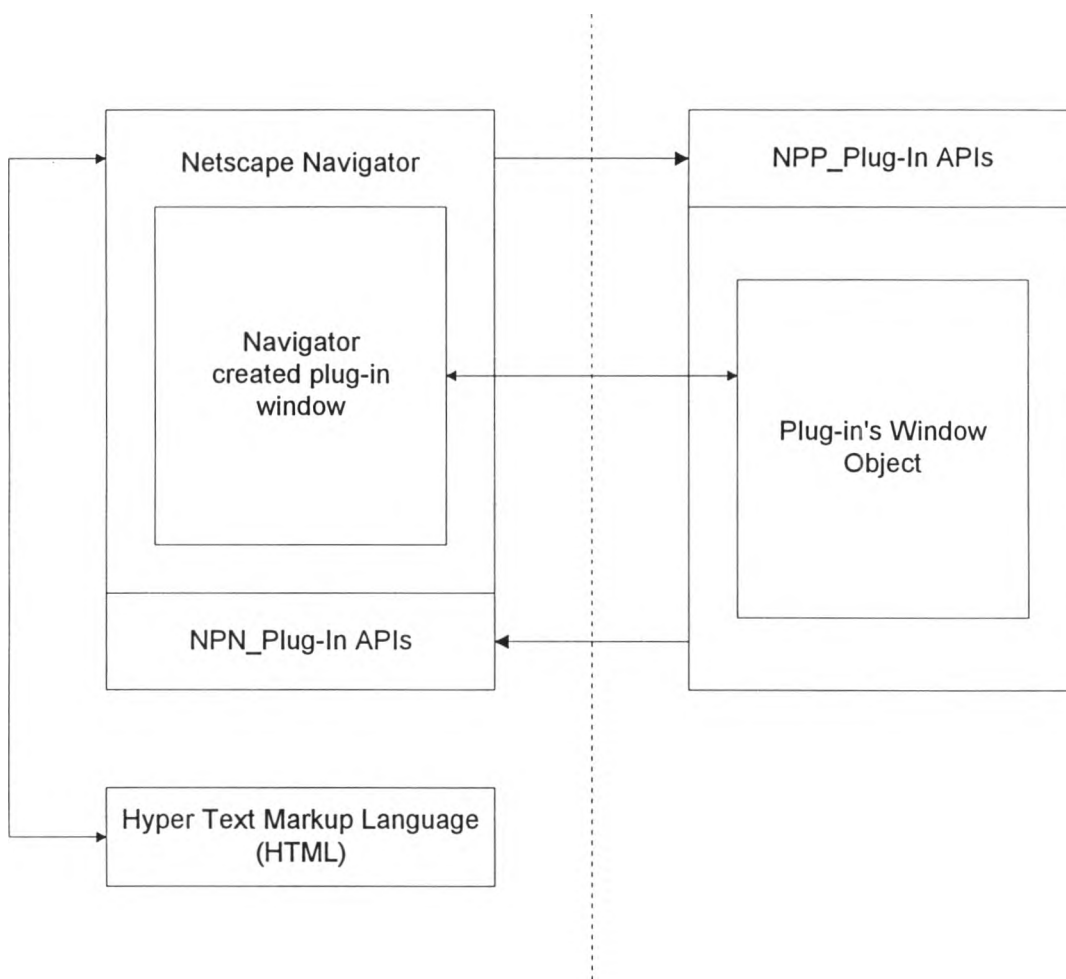 Netscape Navigator
NPP_Plug-In APIs
Navigator
created plug-in
window
Plug-in's Window
Object
NPN_Plug-In APIs
Hyper Text Markup Language
(HTML)